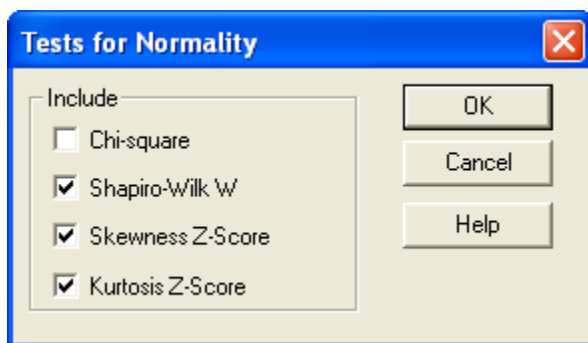 Tests for Normality
Include
Chi-square
Shapiro-Wilk W
Skewness Z-Score
Kurtosis Z-Score
OK
Cancel
Help